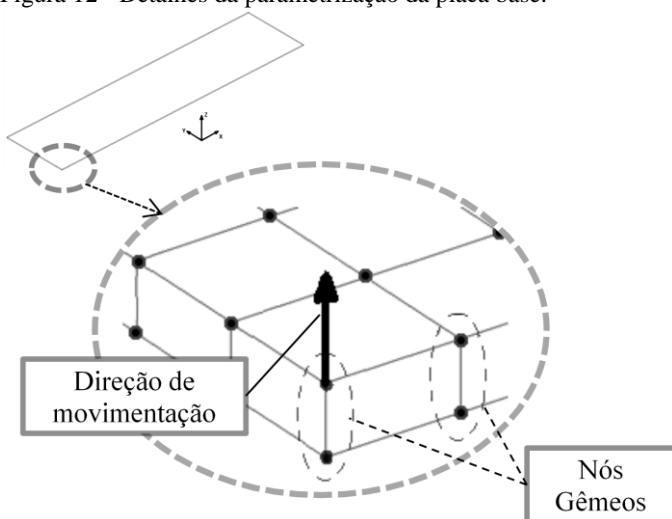 Figura 12 - Detalhes da parametrização da placa base.
Z
Y
X
Direção de
movimentação
Nós
Gêmeos